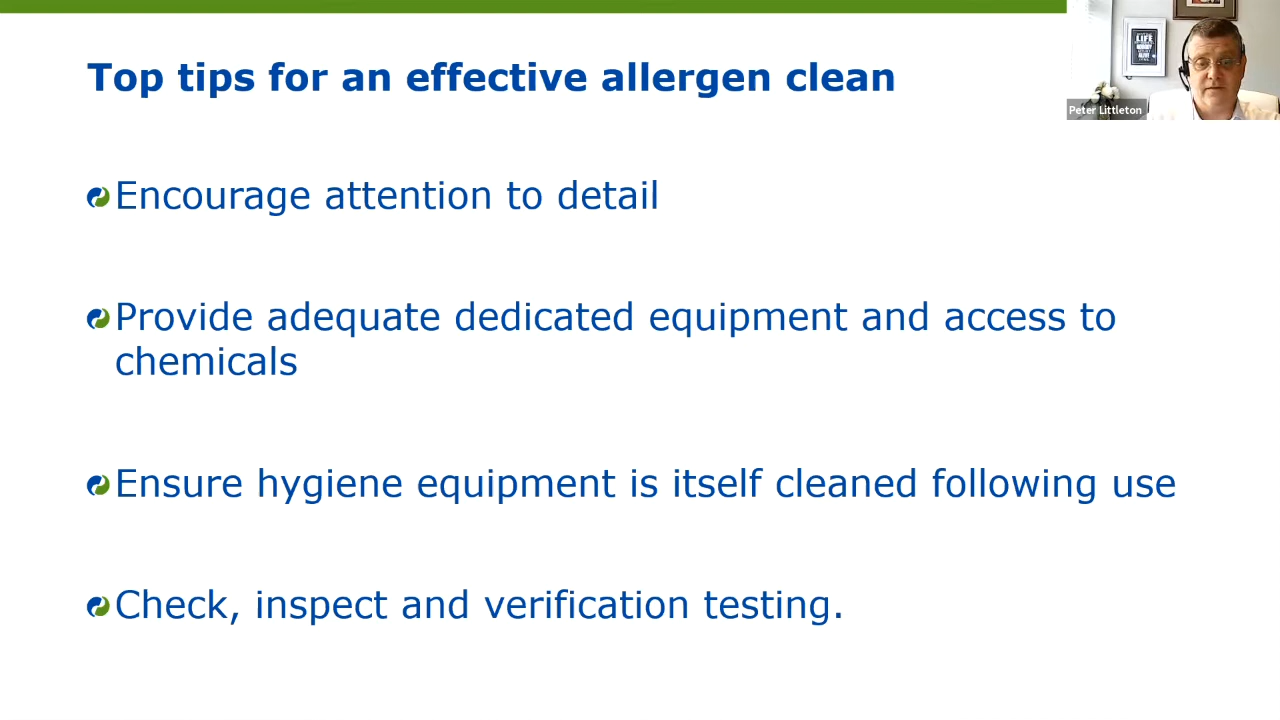 Top tips for an effective allergen clean
Peter Littleton
LIFE
Encourage attention to detail
Provide adequate dedicated equipment and access to
chemicals
Ensure hygiene equipment is itself cleaned following use
Check, inspect and verification testing.